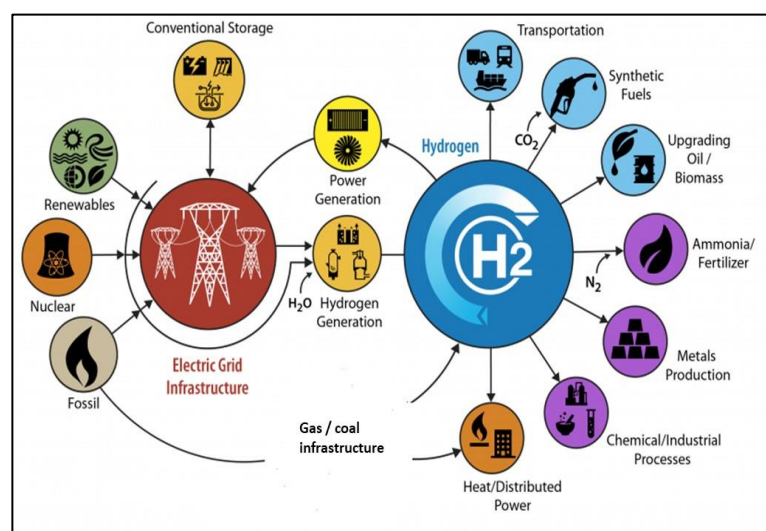 Conventional Storage
Transportation
Synthetic
Fuels
CO2
Hydrogen
Upgrading
Oil /
Biomass
Renewables
Power
Generation
H2
Ammonia/
Fertilizer
N2
Nuclear
H2O
Hydrogen
Generation
Electric Grid
Infrastructure
Metals
Production
Fossil
Gas / coal
infrastructure
Chemical/Industrial
Processes
Heat/Distributed
Power